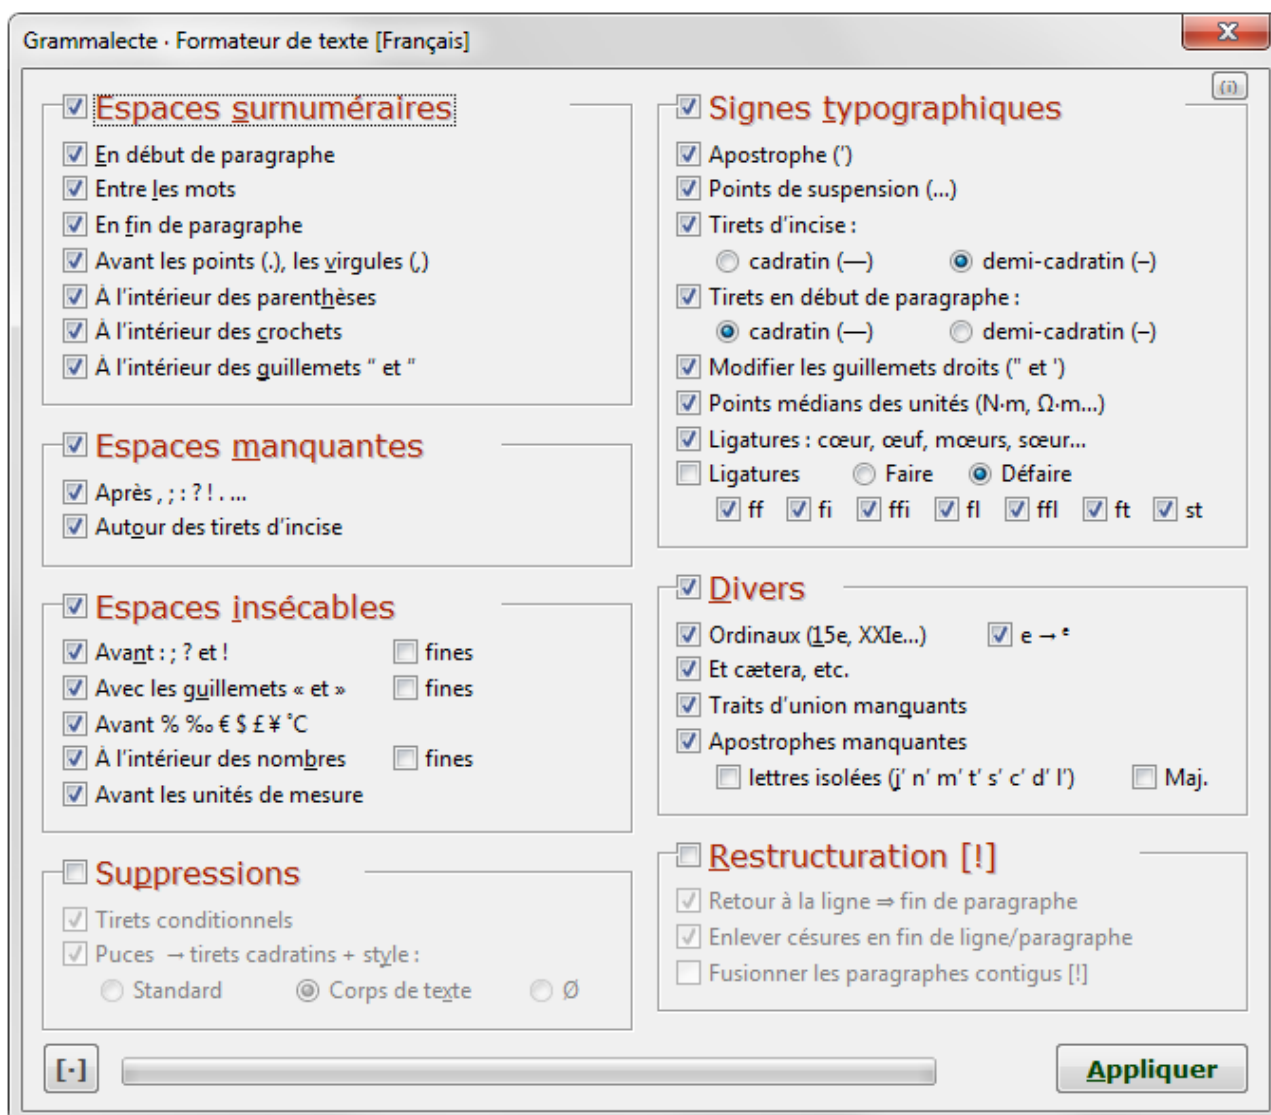 Grammalecte · Formateur de texte [Français]
(i)
Espaces surnuméraires
En début de paragraphe
Entre les mots
En fin de paragraphe
Avant les points (.), les virgules (,)
À l’intérieur des parenthèses
À l’intérieur des crochets
À l’intérieur des guillemets “ et ”
Espaces manquantes
Après , ; : ? ! . …
Autour des tirets d’incise
Espaces insécables
Avant : ; ? et ! fines
Avec les guillemets « et » fines
Avant % ‰ € $ £ ¥ ˚C
À l’intérieur des nombres fines
Avant les unités de mesure
Suppressions
Tirets conditionnels
Puces → tirets cadratins + style :
Standard Corps de texte Ø
Signes typographiques
Apostrophe (’)
Points de suspension (…)
Tirets d’incise :
cadratin (—) demi-cadratin (–)
Tirets en début de paragraphe :
cadratin (—) demi-cadratin (–)
Modifier les guillemets droits (" et ')
Points médians des unités (N·m, Ω·m…)
Ligatures : cœur, œuf, mœurs, sœur…
Ligatures Faire Défaire
ff fi ffi fl ffl ft st
Divers
Ordinaux (15e, XXIe…) e → ᵉ
Et cætera, etc.
Traits d’union manquants
Apostrophes manquantes
lettres isolées (j’ n’ m’ t’ s’ c’ d’ l’) Maj.
Restructuration [!]
Retour à la ligne ⇒ fin de paragraphe
Enlever césures en fin de ligne/paragraphe
Fusionner les paragraphes contigus [!]
[·]
Appliquer